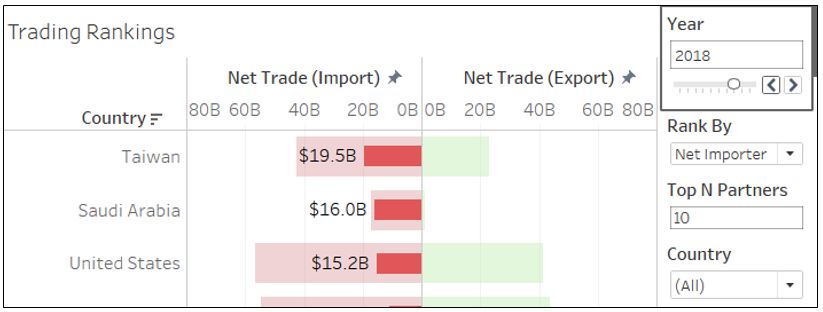 Trading Rankings
Net Trade (Import) Net Trade (Export)
Country
80B 60B 40B 20B 0B 0B 20B 40B 60B 80B
Taiwan $19.5B
Saudi Arabia $16.0B
United States $15.2B
Year
2018
Rank By
Net Importer
Top N Partners
10
Country
(All)